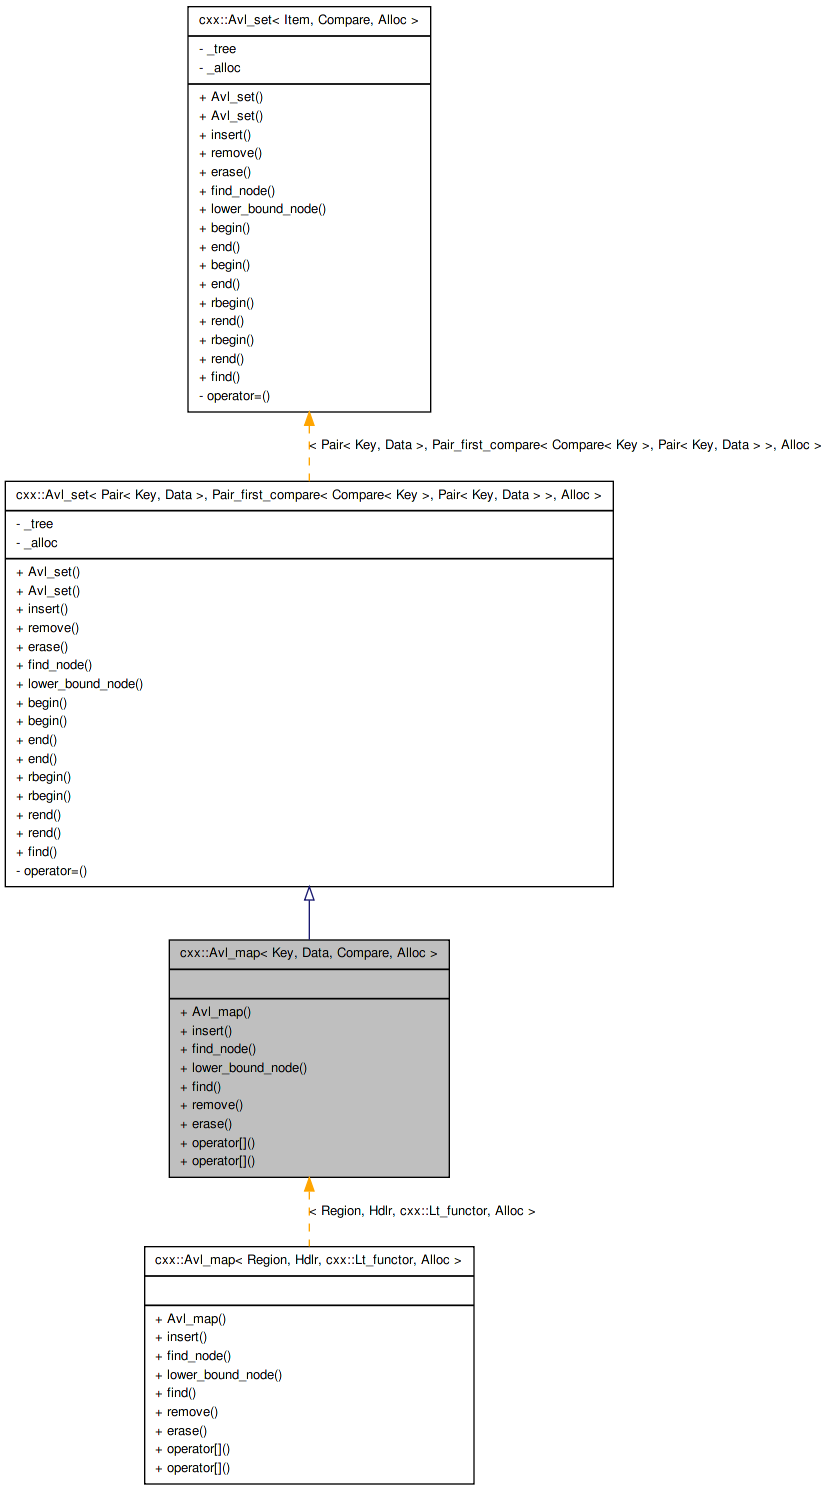 cxx::Avl_set< Item, Compare, Alloc >
- _tree
- _alloc
+ Avl_set()
+ Avl_set()
+ insert()
+ remove()
+ erase()
+ find_node()
+ lower_bound_node()
+ begin()
+ end()
+ begin()
+ end()
+ rbegin()
+ rend()
+ rbegin()
+ rend()
+ find()
- operator=()
< Pair< Key, Data >, Pair_first_compare< Compare< Key >, Pair< Key, Data > >, Alloc >
cxx::Avl_set< Pair< Key, Data >, Pair_first_compare< Compare< Key >, Pair< Key, Data > >, Alloc >
- _tree
- _alloc
+ Avl_set()
+ Avl_set()
+ insert()
+ remove()
+ erase()
+ find_node()
+ lower_bound_node()
+ begin()
+ begin()
+ end()
+ end()
+ rbegin()
+ rbegin()
+ rend()
+ rend()
+ find()
- operator=()
cxx::Avl_map< Key, Data, Compare, Alloc >
+ Avl_map()
+ insert()
+ find_node()
+ lower_bound_node()
+ find()
+ remove()
+ erase()
+ operator[]()
+ operator[]()
< Region, Hdlr, cxx::Lt_functor, Alloc >
cxx::Avl_map< Region, Hdlr, cxx::Lt_functor, Alloc >
+ Avl_map()
+ insert()
+ find_node()
+ lower_bound_node()
+ find()
+ remove()
+ erase()
+ operator[]()
+ operator[]()